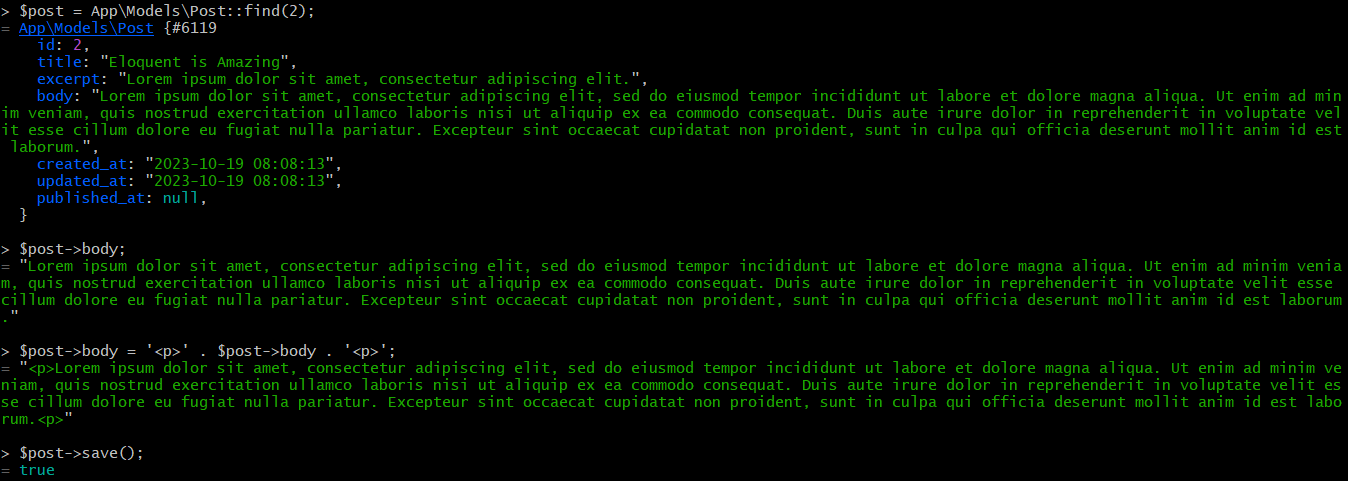 > $post = App\Models\Post::find(2);
= App\Models\Post {#6119
    id: 2,
    title: "Eloquent is Amazing",
    excerpt: "Lorem ipsum dolor sit amet, consectetur adipiscing elit.",
    body: "Lorem ipsum dolor sit amet, consectetur adipiscing elit, sed do eiusmod tempor incididunt ut labore et dolore magna aliqua. Ut enim ad min
im veniam, quis nostrud exercitation ullamco laboris nisi ut aliquip ex ea commodo consequat. Duis aute irure dolor in reprehenderit in voluptate vel
it esse cillum dolore eu fugiat nulla pariatur. Excepteur sint occaecat cupidatat non proident, sunt in culpa qui officia deserunt mollit anim id est
 laborum.",
    created_at: "2023-10-19 08:08:13",
    updated_at: "2023-10-19 08:08:13",
    published_at: null,
  }
> $post->body;
= "Lorem ipsum dolor sit amet, consectetur adipiscing elit, sed do eiusmod tempor incididunt ut labore et dolore magna aliqua. Ut enim ad minim venia
m, quis nostrud exercitation ullamco laboris nisi ut aliquip ex ea commodo consequat. Duis aute irure dolor in reprehenderit in voluptate velit esse
cillum dolore eu fugiat nulla pariatur. Excepteur sint occaecat cupidatat non proident, sunt in culpa qui officia deserunt mollit anim id est laborum
."
> $post->body = '<p>' . $post->body . '<p>';
= "<p>Lorem ipsum dolor sit amet, consectetur adipiscing elit, sed do eiusmod tempor incididunt ut labore et dolore magna aliqua. Ut enim ad minim ve
niam, quis nostrud exercitation ullamco laboris nisi ut aliquip ex ea commodo consequat. Duis aute irure dolor in reprehenderit in voluptate velit es
se cillum dolore eu fugiat nulla pariatur. Excepteur sint occaecat cupidatat non proident, sunt in culpa qui officia deserunt mollit anim id est labo
rum.<p>"
> $post->save();
= true